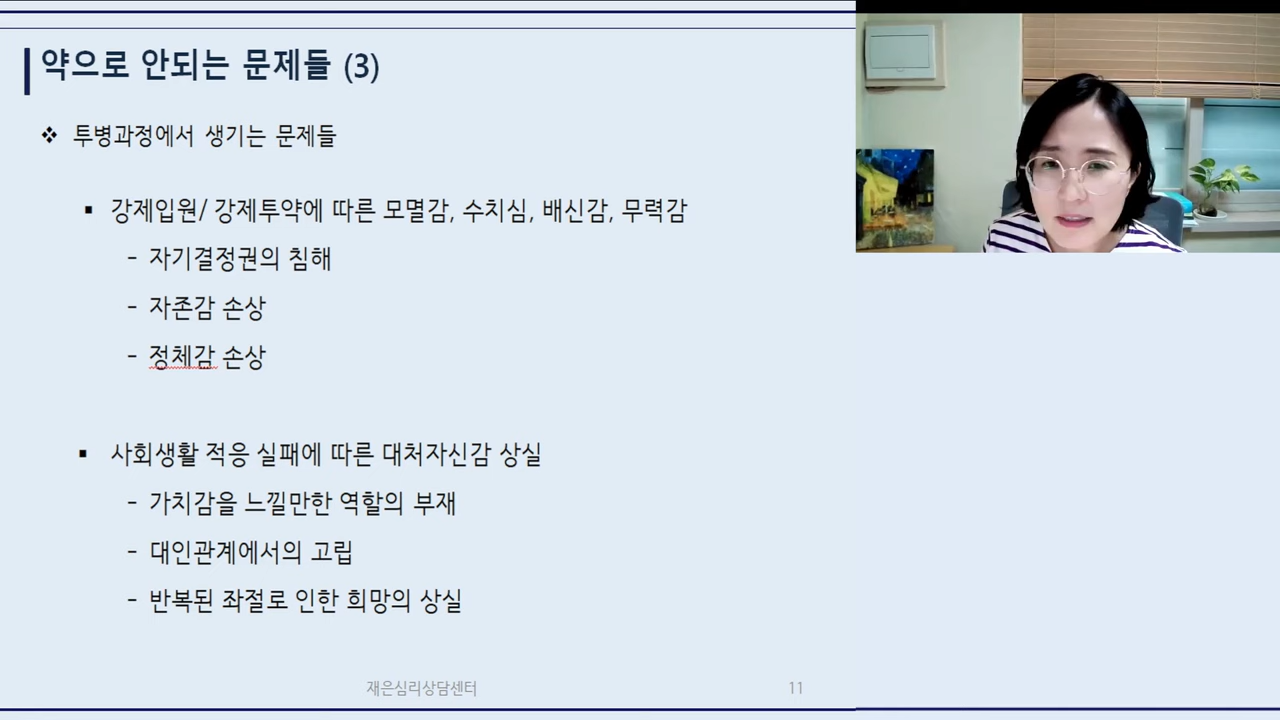 약으로 안되는 문제들 (3)
❖ 투병과정에서 생기는 문제들
▪ 강제입원/ 강제투약에 따른 모멸감, 수치심, 배신감, 무력감
- 자기결정권의 침해
- 자존감 손상
- 정체감 손상
▪ 사회생활 적응 실패에 따른 대처자신감 상실
- 가치감을 느낄만한 역할의 부재
- 대인관계에서의 고립
- 반복된 좌절로 인한 희망의 상실
재은심리상담센터
11